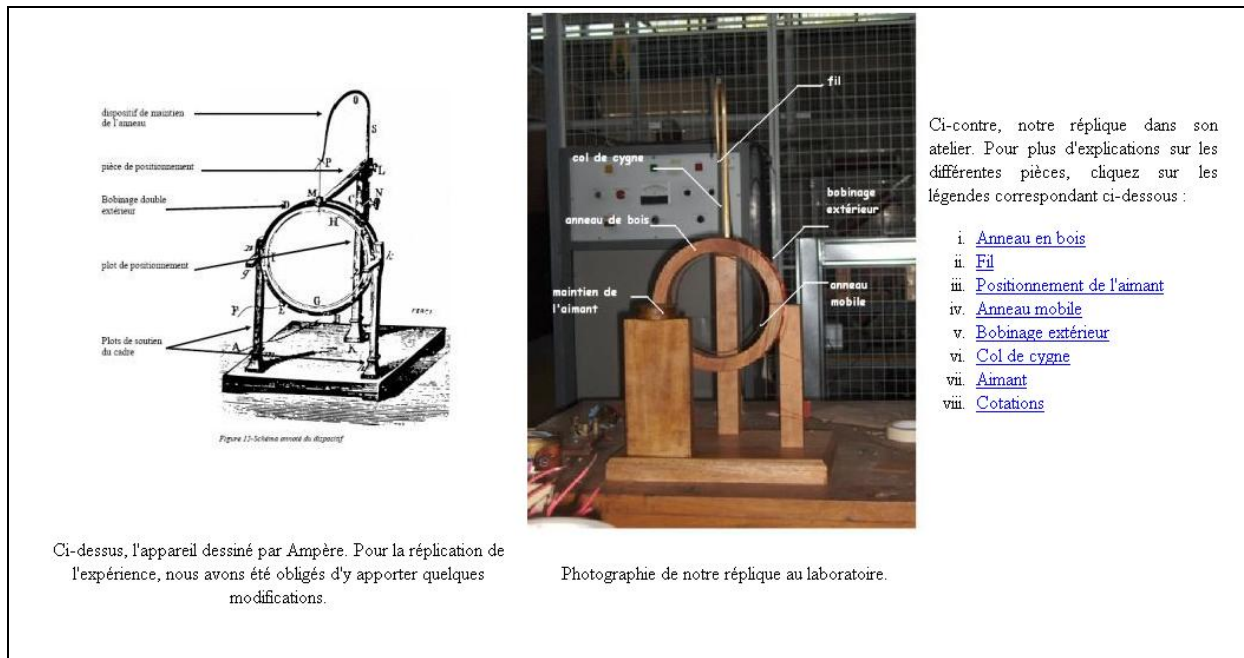 dispositif de maintien
de l'anneau
pièce de positionnement
Bobinage double
extérieur
plot de positionnement
Plots de soutien
du cadre
O
S
P
L
M
N
D
H
k
g
G
F
E
A
K
Figure 12-Schéma annoté du dispositif
Ci-dessus, l'appareil dessiné par Ampère. Pour la réplication de
l'expérience, nous avons été obligés d'y apporter quelques
modifications.
fil
col de cygne
bobinage
extérieur
anneau de bois
anneau
mobile
maintien de
l'aimant
Photographie de notre réplique au laboratoire.
Ci-contre, notre réplique dans son
atelier. Pour plus d'explications sur les
différentes pièces, cliquez sur les
légendes correspondant ci-dessous :
i. Anneau en bois
ii. Fil
iii. Positionnement de l'aimant
iv. Anneau mobile
v. Bobinage extérieur
vi. Col de cygne
vii. Aimant
viii. Cotations